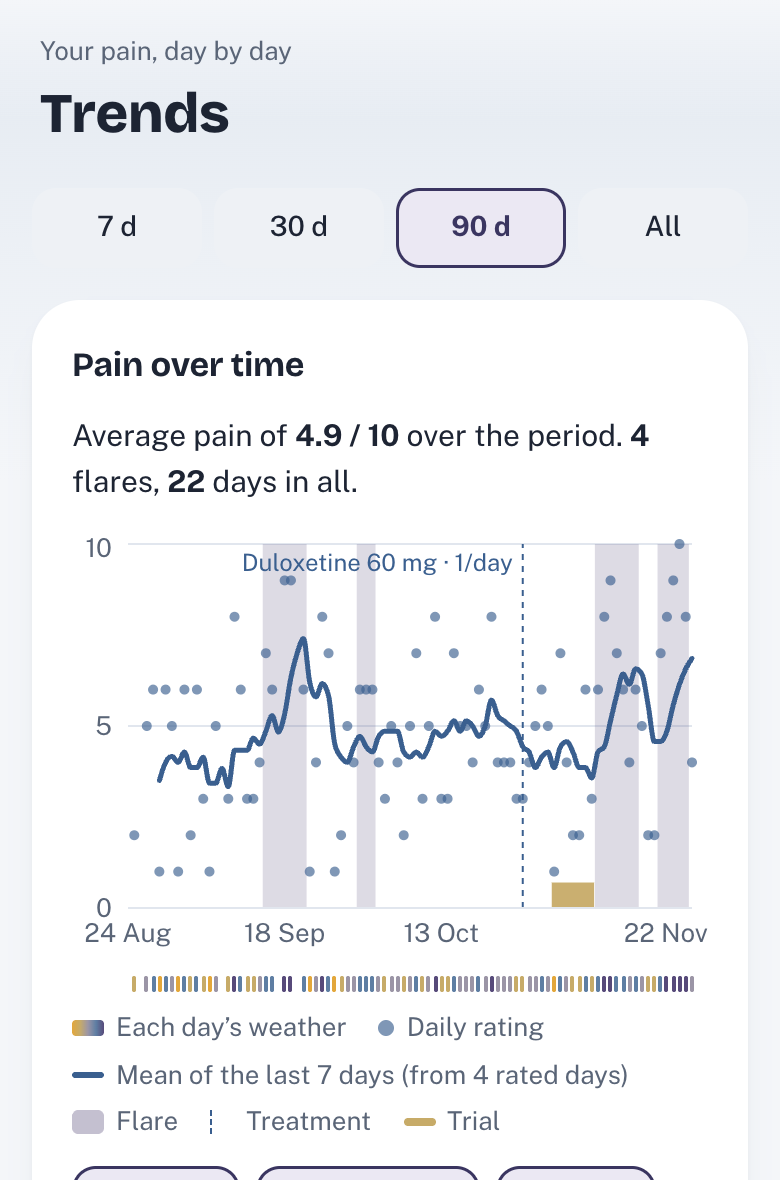 Your pain, day by day
Trends
7 d
30 d
90 d
All
Pain over time
Average pain of 4.9 / 10 over the period. 4
flares, 22 days in all.
10
Duloxetine 60 mg · 1/day
5
0
24 Aug
18 Sep
13 Oct
22 Nov
Each day’s weather
Daily rating
Mean of the last 7 days (from 4 rated days)
Flare
Treatment
Trial